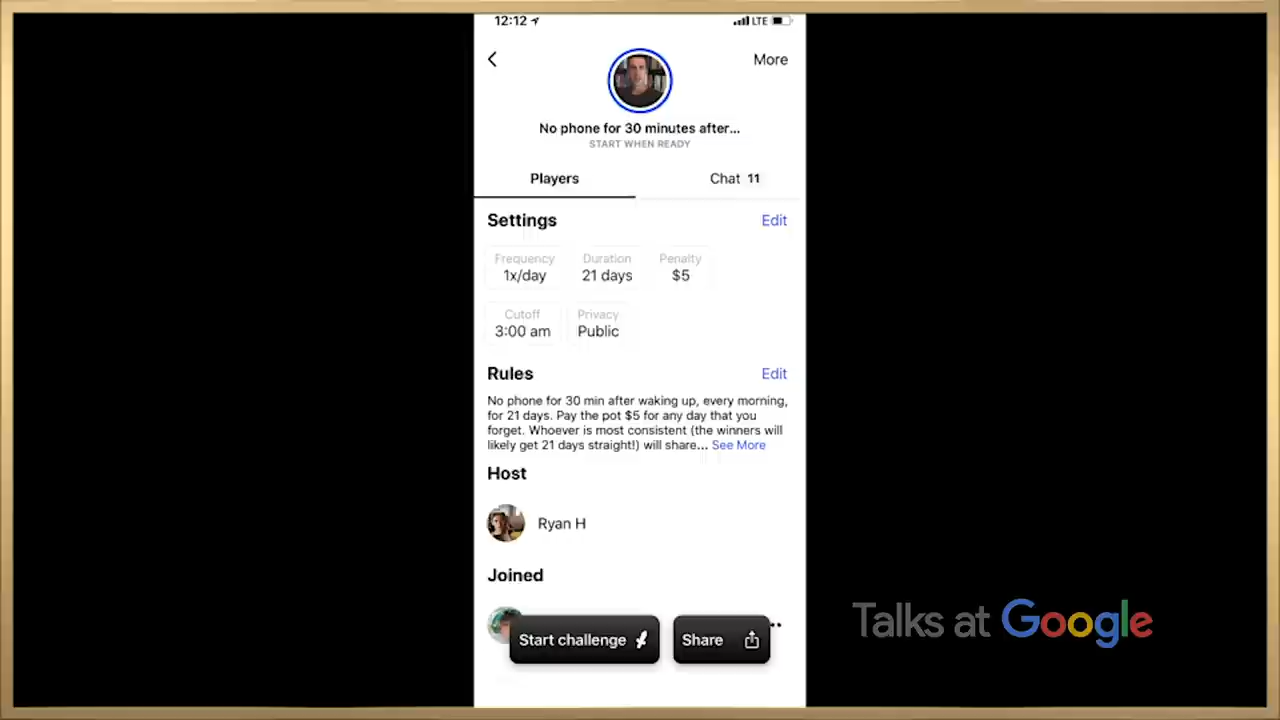 12:12
LTE
More
No phone for 30 minutes after...
START WHEN READY
Players
Chat 11
Settings
Edit
Frequency
Duration
Penalty
1x/day
21 days
$5
Cutoff
Privacy
3:00 am
Public
Rules
Edit
No phone for 30 min after waking up, every morning,
for 21 days. Pay the pot $5 for any day that you
forget. Whoever is most consistent (the winners will
likely get 21 days straight!) will share... See More
Host
Ryan H
Joined
Start challenge
Share
Talks at Google